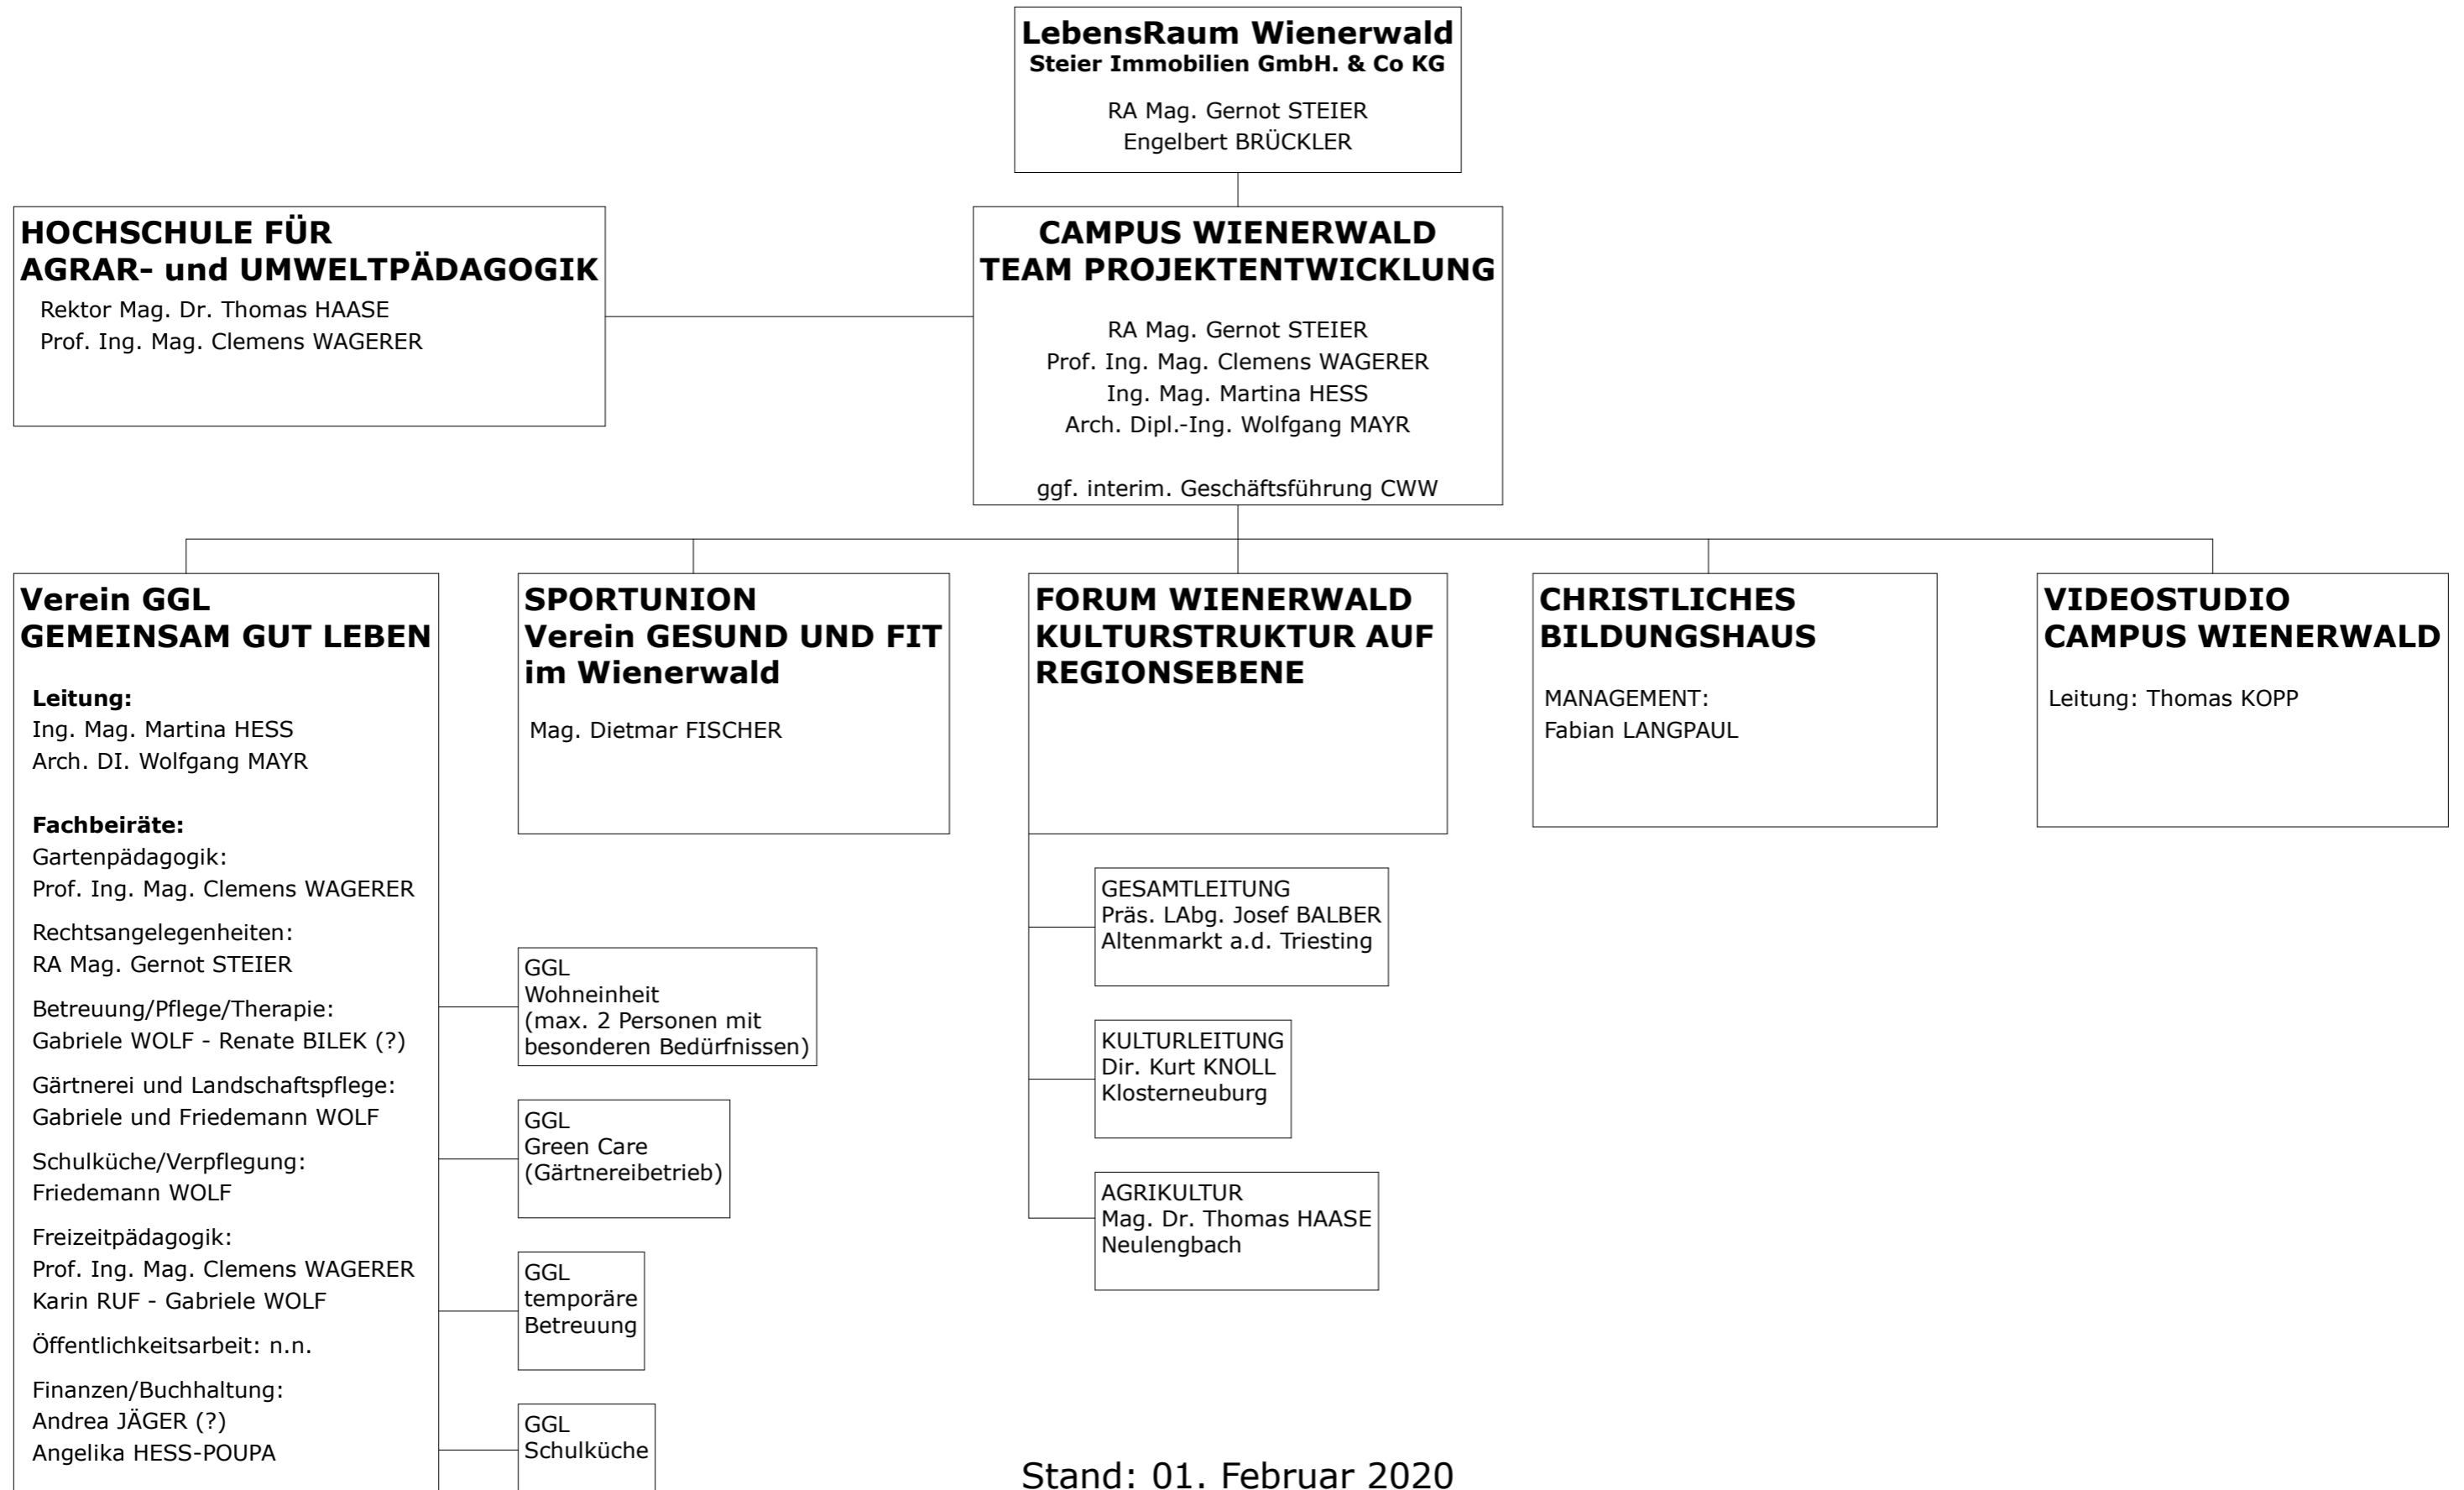 LebensRaum Wienerwald
Steier Immobilien GmbH. & Co KG
RA Mag. Gernot STEIER
Engelbert BRÜCKLER
HOCHSCHULE FÜR
AGRAR- und UMWELTPÄDAGOGIK
Rektor Mag. Dr. Thomas HAASE
Prof. Ing. Mag. Clemens WAGERER
CAMPUS WIENERWALD
TEAM PROJEKTENTWICKLUNG
RA Mag. Gernot STEIER
Prof. Ing. Mag. Clemens WAGERER
Ing. Mag. Martina HESS
Arch. Dipl.-Ing. Wolfgang MAYR
ggf. interim. Geschäftsführung CWW
Verein GGL
GEMEINSAM GUT LEBEN
Leitung:
Ing. Mag. Martina HESS
Arch. DI. Wolfgang MAYR
Fachbeiräte:
Gartenpädagogik:
Prof. Ing. Mag. Clemens WAGERER
Rechtsangelegenheiten:
RA Mag. Gernot STEIER
Betreuung/Pflege/Therapie:
Gabriele WOLF - Renate BILEK (?)
Gärtnerei und Landschaftspflege:
Gabriele und Friedemann WOLF
Schulküche/Verpflegung:
Friedemann WOLF
Freizeitpädagogik:
Prof. Ing. Mag. Clemens WAGERER
Karin RUF - Gabriele WOLF
Öffentlichkeitsarbeit: n.n.
Finanzen/Buchhaltung:
Andrea JÄGER (?)
Angelika HESS-POUPA
SPORTUNION
Verein GESUND UND FIT
im Wienerwald
Mag. Dietmar FISCHER
GGL
Wohneinheit
(max. 2 Personen mit
besonderen Bedürfnissen)
GGL
Green Care
(Gärtnereibetrieb)
GGL
temporäre
Betreuung
GGL
Schulküche
FORUM WIENERWALD
KULTURSTRUKTUR AUF
REGIONSEBENE
GESAMTLEITUNG
Präs. LAbg. Josef BALBER
Altenmarkt a.d. Triesting
KULTURLEITUNG
Dir. Kurt KNOLL
Klosterneuburg
AGRIKULTUR
Mag. Dr. Thomas HAASE
Neulengbach
CHRISTLICHES
BILDUNGSHAUS
MANAGEMENT:
Fabian LANGPAUL
VIDEOSTUDIO
CAMPUS WIENERWALD
Leitung: Thomas KOPP
Stand: 01. Februar 2020